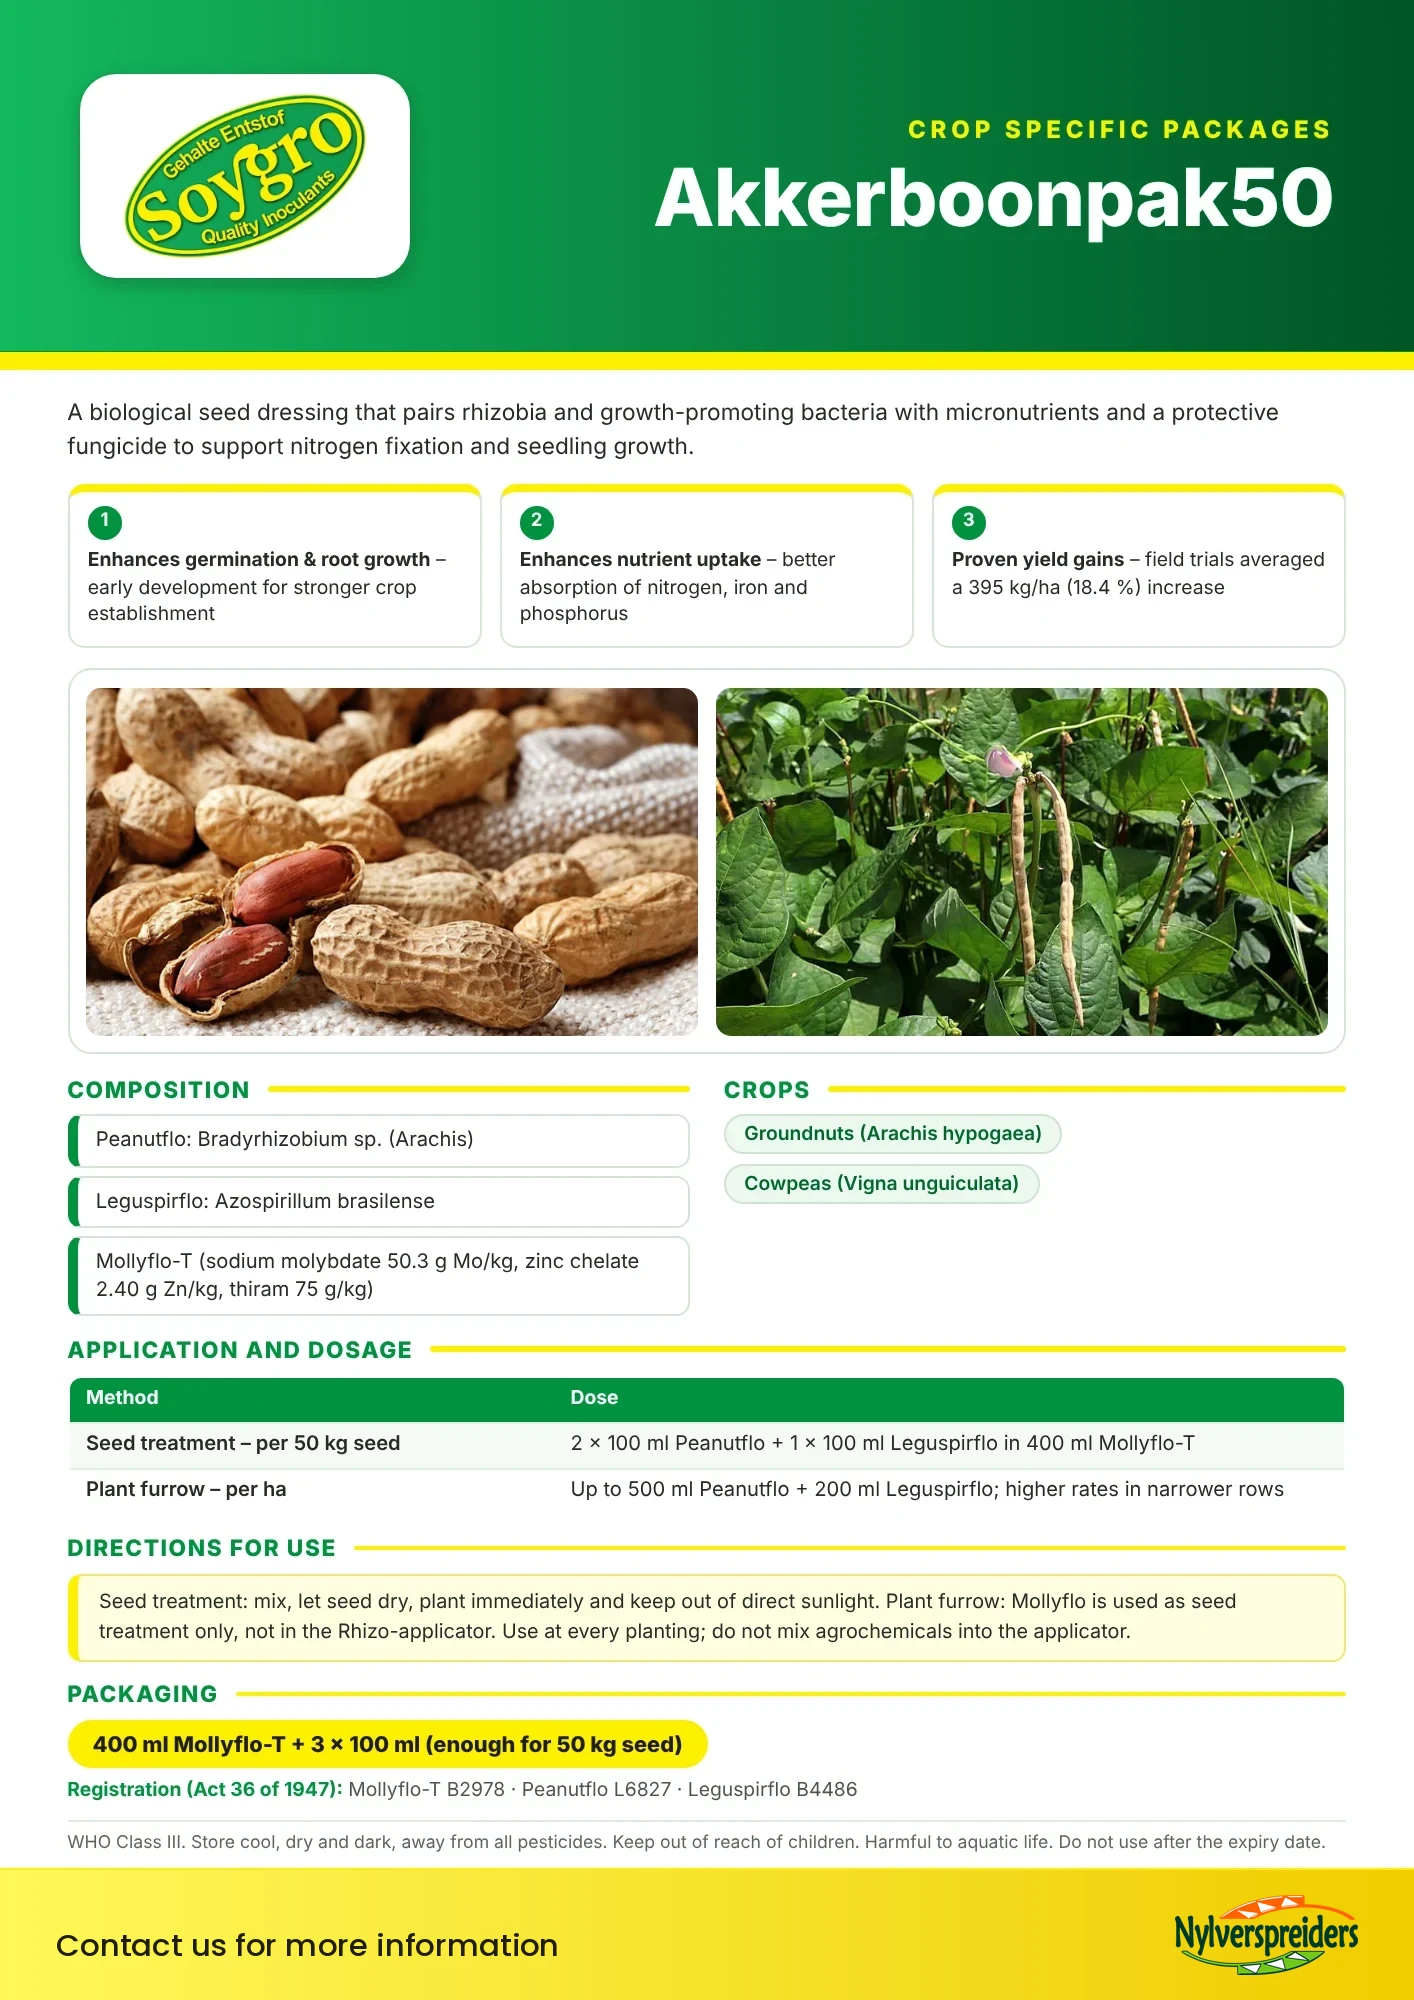 Gehalte Entstof
Soygro
Quality Inoculants
CROP SPECIFIC PACKAGES
Akkerboonpak50
A biological seed dressing that pairs rhizobia and growth-promoting bacteria with micronutrients and a protective
fungicide to support nitrogen fixation and seedling growth.
1
Enhances germination & root growth –
early development for stronger crop
establishment
2
Enhances nutrient uptake – better
absorption of nitrogen, iron and
phosphorus
3
Proven yield gains – field trials averaged
a 395 kg/ha (18.4 %) increase
COMPOSITION
Peanutflo: Bradyrhizobium sp. (Arachis)
Leguspirflo: Azospirillum brasilense
Mollyflo-T (sodium molybdate 50.3 g Mo/kg, zinc chelate
2.40 g Zn/kg, thiram 75 g/kg)
CROPS
Groundnuts (Arachis hypogaea)
Cowpeas (Vigna unguiculata)
APPLICATION AND DOSAGE
Method Dose
Seed treatment – per 50 kg seed 2 × 100 ml Peanutflo + 1 × 100 ml Leguspirflo in 400 ml Mollyflo-T
Plant furrow – per ha Up to 500 ml Peanutflo + 200 ml Leguspirflo; higher rates in narrower rows
DIRECTIONS FOR USE
Seed treatment: mix, let seed dry, plant immediately and keep out of direct sunlight. Plant furrow: Mollyflo is used as seed
treatment only, not in the Rhizo-applicator. Use at every planting; do not mix agrochemicals into the applicator.
PACKAGING
400 ml Mollyflo-T + 3 × 100 ml (enough for 50 kg seed)
Registration (Act 36 of 1947): Mollyflo-T B2978 · Peanutflo L6827 · Leguspirflo B4486
WHO Class III. Store cool, dry and dark, away from all pesticides. Keep out of reach of children. Harmful to aquatic life. Do not use after the expiry date.
Contact us for more information
Nylverspreiders